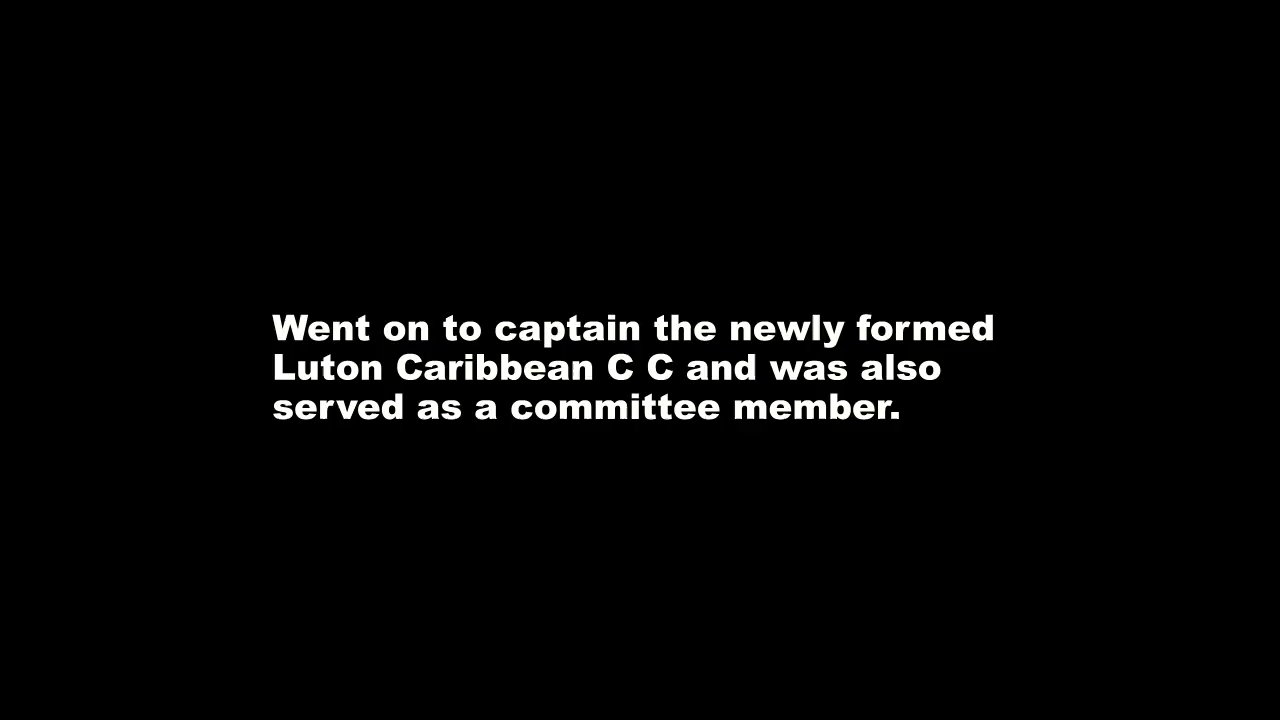 Went on to captain the newly formed
Luton Caribbean C C and was also
served as a committee member.